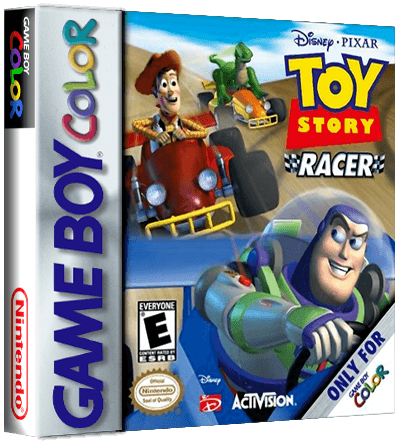 GAME BOY
COLOR
Nintendo
GAME BOY COLOR
Disney • PIXAR
TOY
STORY
RACER
EVERYONE
E
CONTENT RATED BY
ESRB
Official
Nintendo
Seal of Quality
Disney
ACTIVISION
ONLY FOR
GAME BOY
COLOR